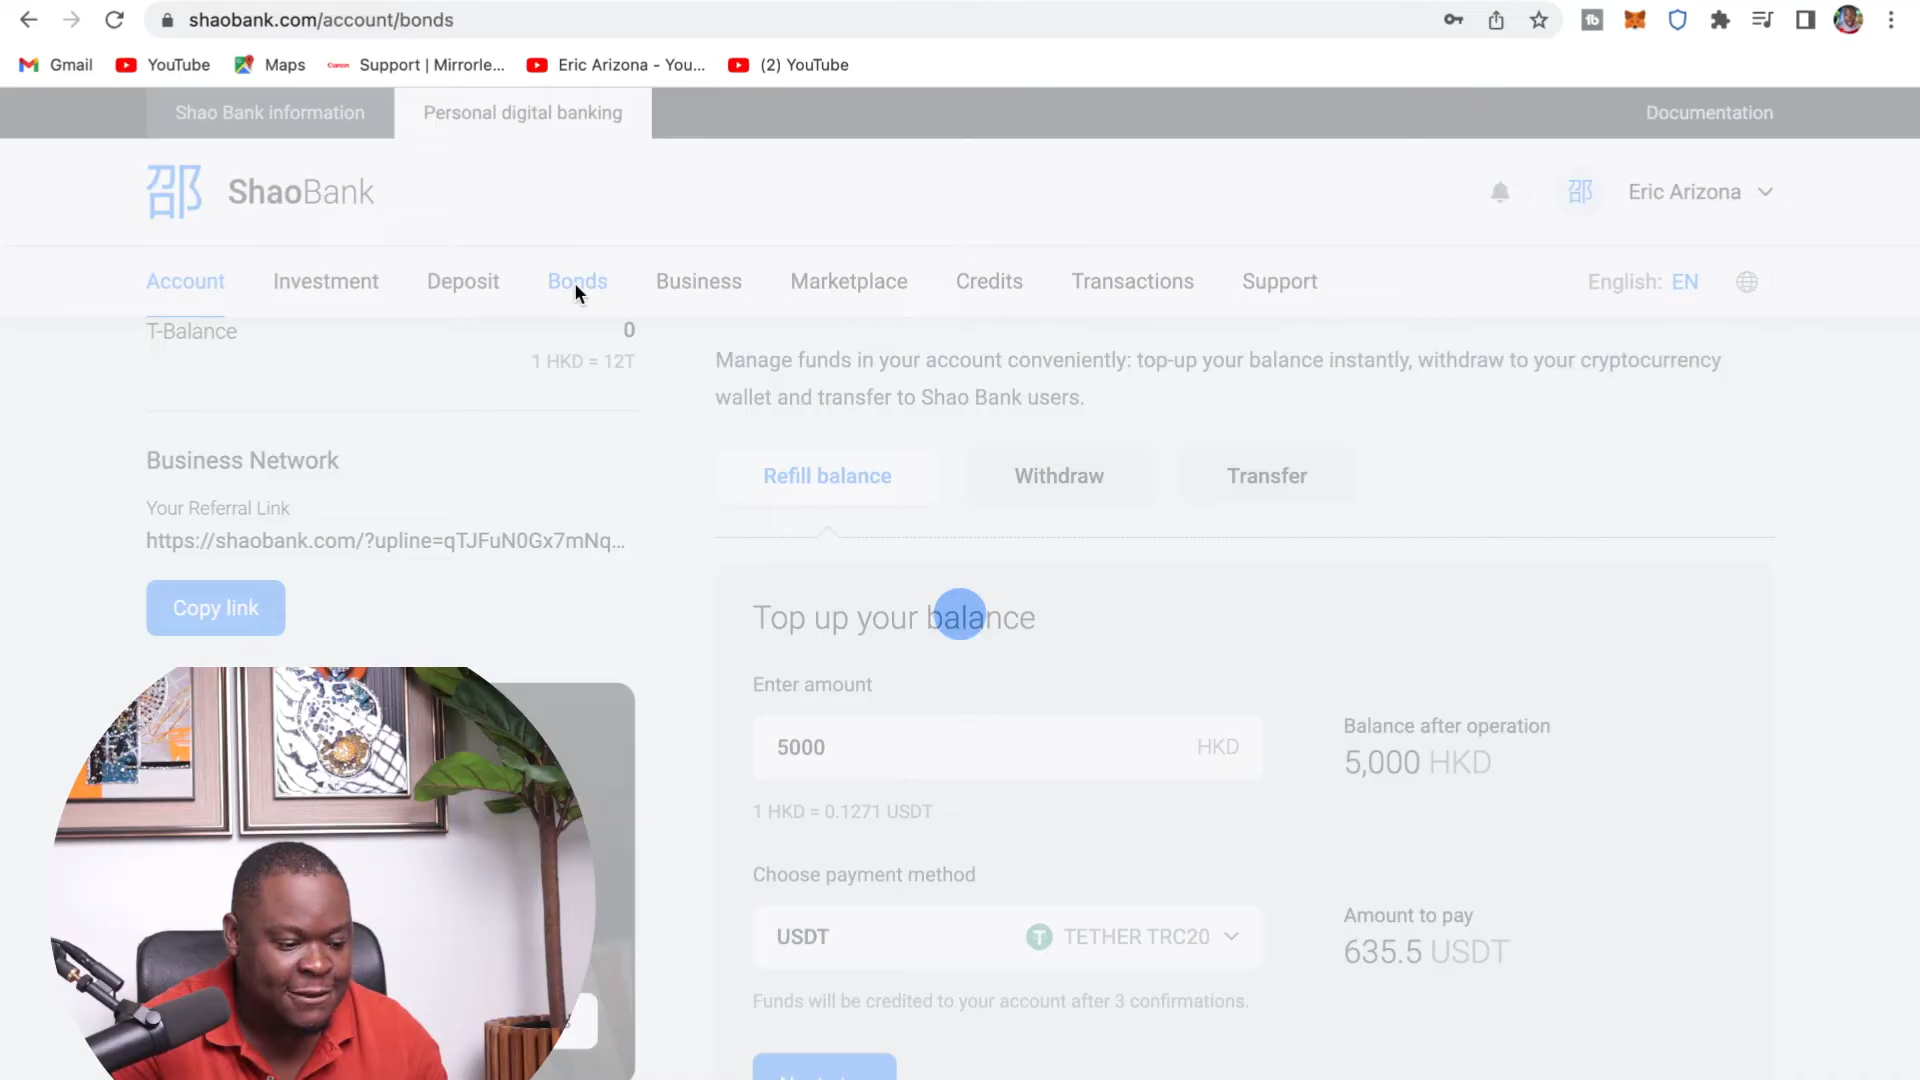 shaobank.com/account/bonds
Gmail
YouTube
Maps
Canon
Support | Mirrorle...
Eric Arizona - You...
(2) YouTube
Shao Bank information
Personal digital banking
Documentation
邵
ShaoBank
邵
Eric Arizona
Account
Investment
Deposit
Bonds
Business
Marketplace
Credits
Transactions
Support
English: EN
T-Balance
0
1 HKD = 12T
Business Network
Your Referral Link
https://shaobank.com/?upline=qTJFuN0Gx7mNq...
Copy link
Manage funds in your account conveniently: top-up your balance instantly, withdraw to your cryptocurrency
wallet and transfer to Shao Bank users.
Refill balance
Withdraw
Transfer
Top up your balance
Enter amount
5000
HKD
Balance after operation
5,000 HKD
1 HKD = 0.1271 USDT
Choose payment method
USDT
TETHER TRC20
Amount to pay
635.5 USDT
Funds will be credited to your account after 3 confirmations.